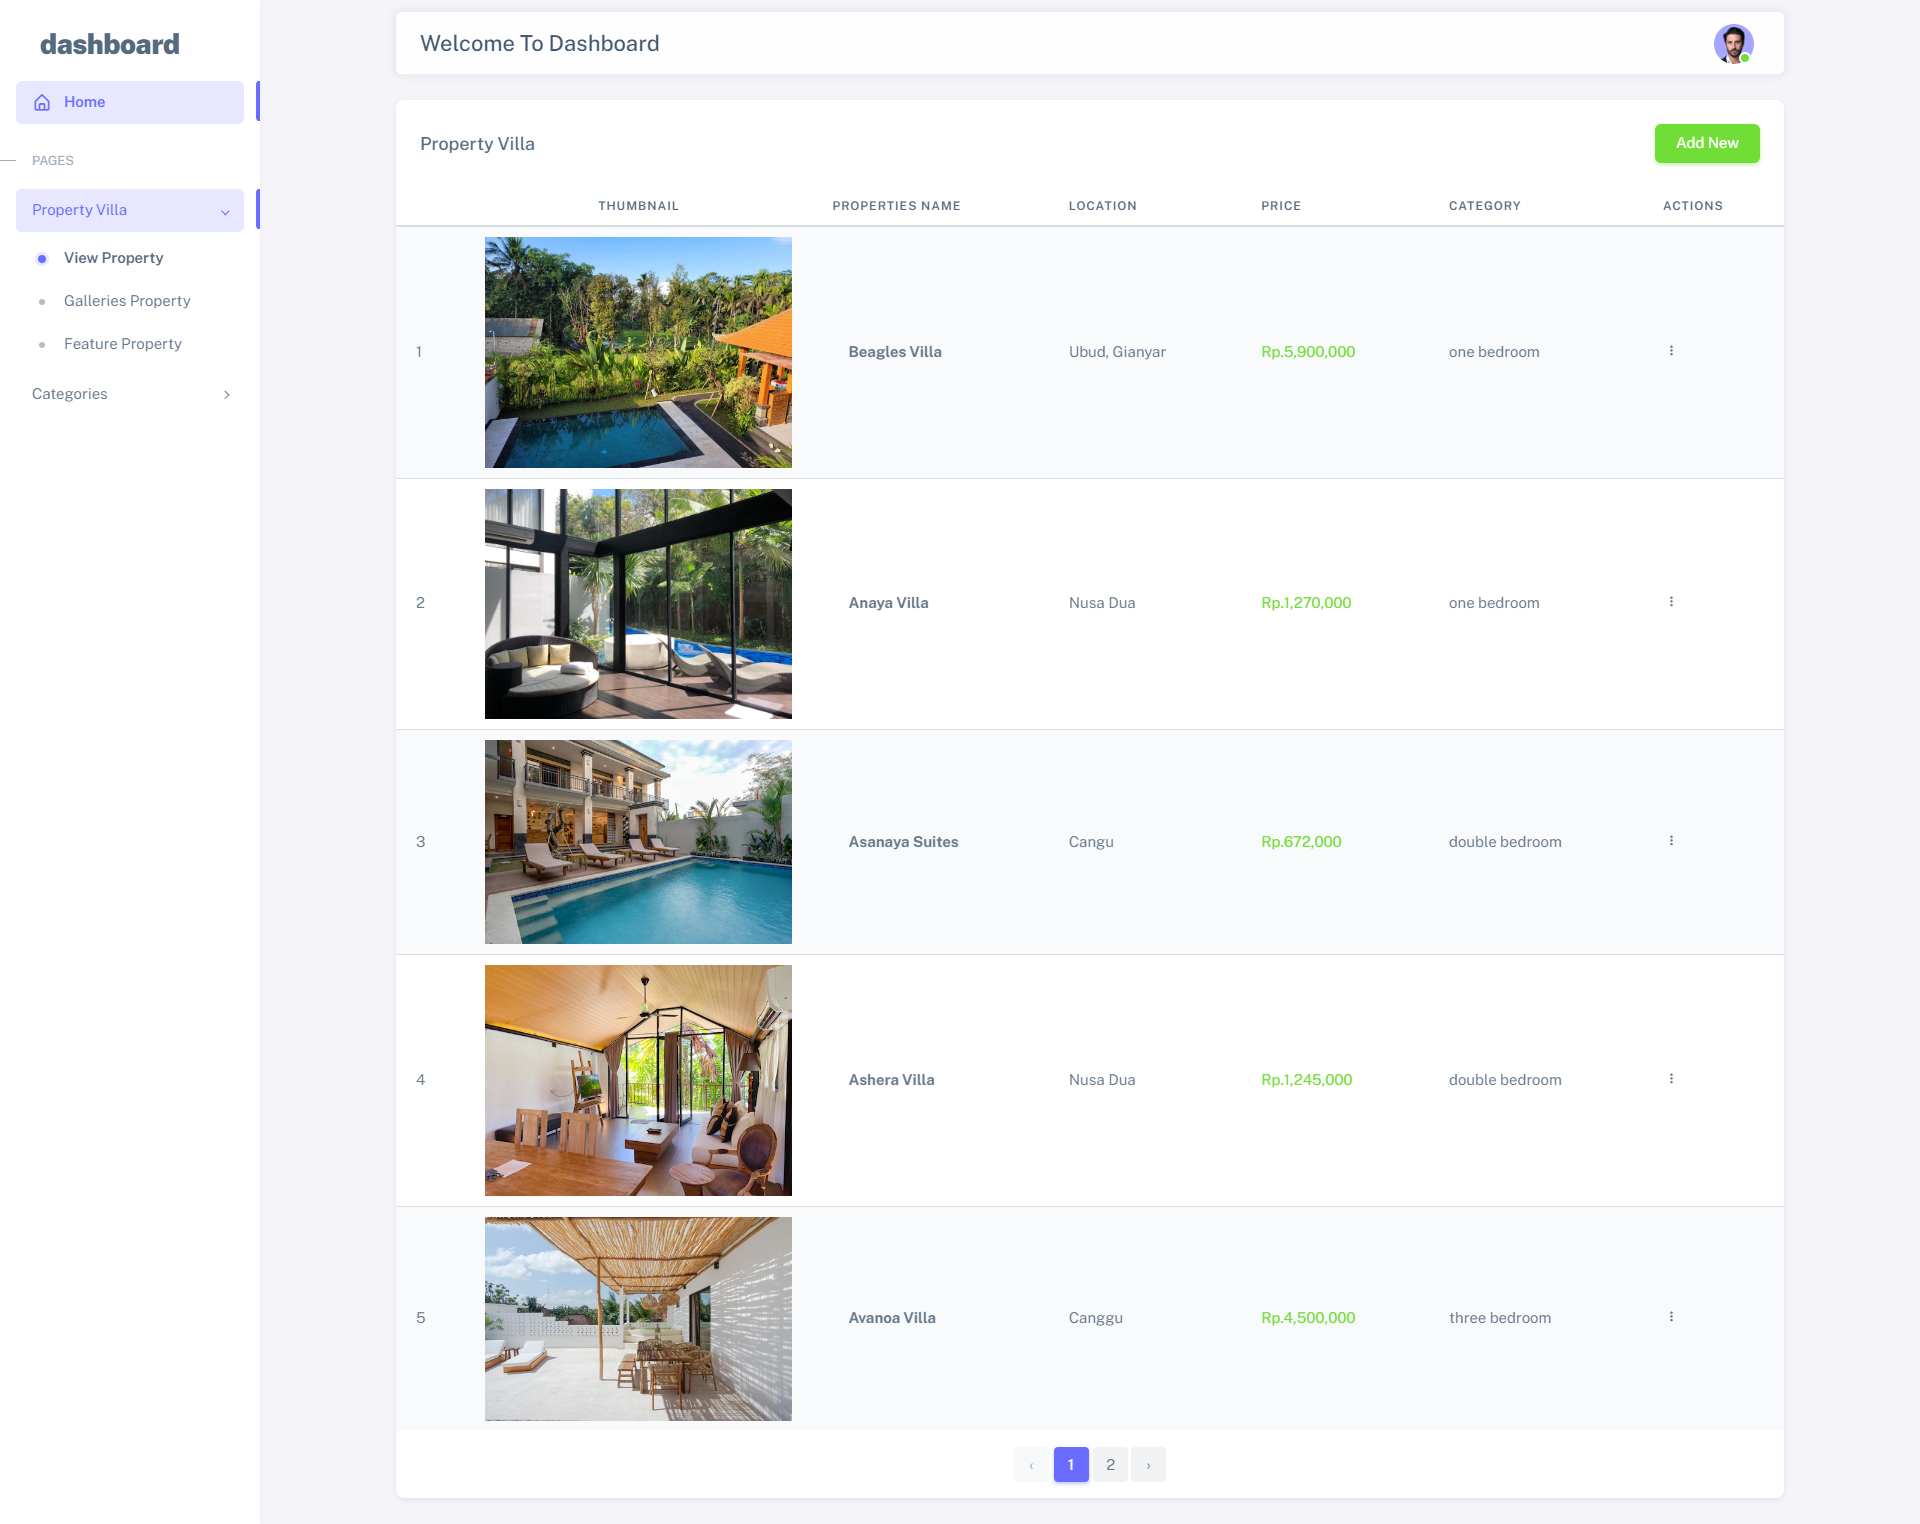 dashboard
Home
PAGES
Property Villa
View Property
Galleries Property
Feature Property
Categories
Welcome To Dashboard
Property Villa
Add New
THUMBNAIL PROPERTIES NAME LOCATION PRICE CATEGORY ACTIONS
1 Beagles Villa Ubud, Gianyar Rp.5,900,000 one bedroom
2 Anaya Villa Nusa Dua Rp.1,270,000 one bedroom
3 Asanaya Suites Cangu Rp.672,000 double bedroom
4 Ashera Villa Nusa Dua Rp.1,245,000 double bedroom
5 Avanoa Villa Canggu Rp.4,500,000 three bedroom
‹ 1 2 ›